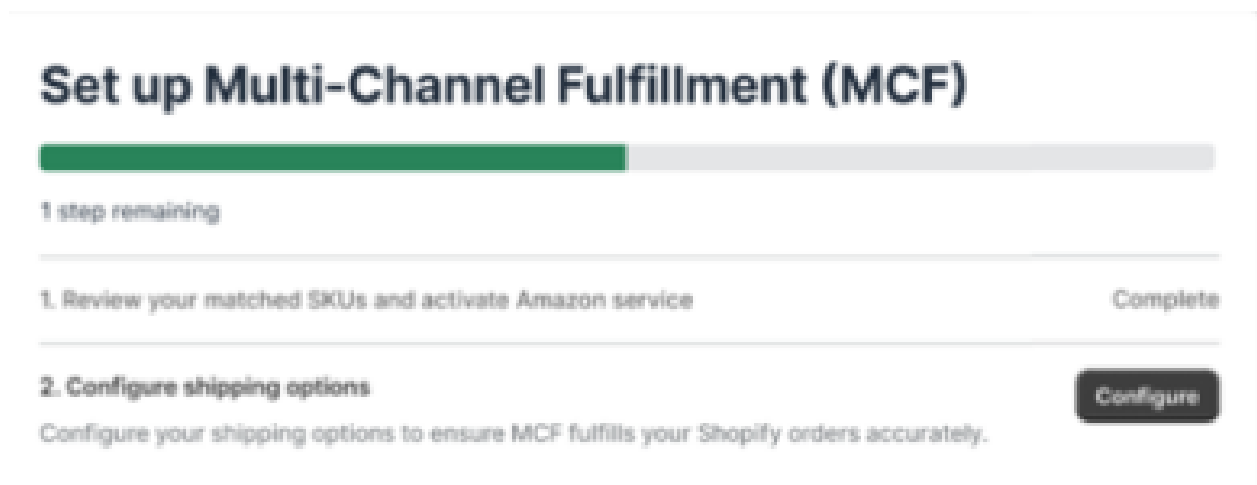 Set up Multi-Channel Fulfillment (MCF)
1 step remaining
1. Review your matched SKUs and activate Amazon service
Complete
2. Configure shipping options
Configure
Configure your shipping options to ensure MCF fulfills your Shopify orders accurately.